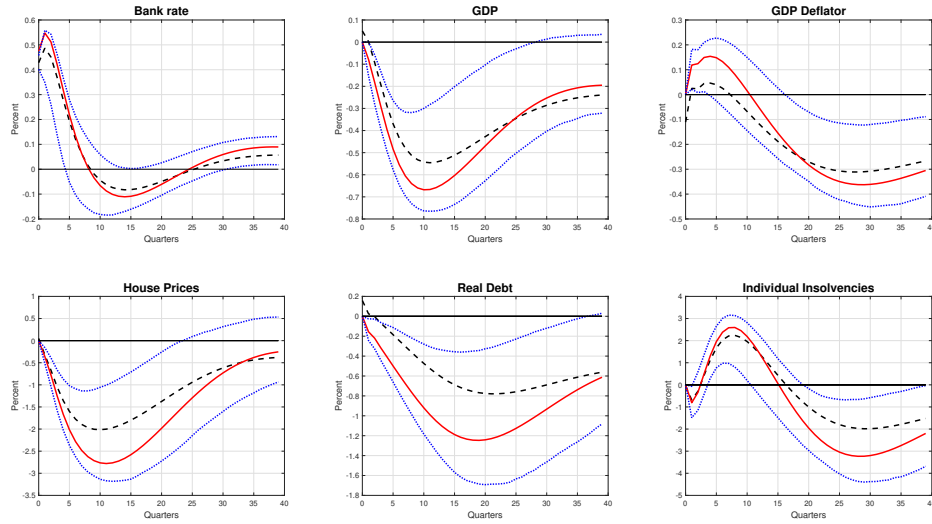 Bank rate
GDP
GDP Deflator
0.6
0.5
0.4
0.3
0.2
0.1
0
-0.1
0.2
Percent
0 5 10 15 20 25 30 35 40
Quarters
0.1
0
-0.1
-0.2
-0.3
-0.4
-0.5
-0.6
-0.7
-0.8
Percent
0 5 10 15 20 25 30 35 40
Quarters
0.3
0.2
0.1
0
-0.1
-0.2
-0.3
-0.4
-0.5
Percent
0 5 10 15 20 25 30 35 40
Quarters
House Prices
Real Debt
Individual Insolvencies
1
0.5
0
-0.5
-1
-1.5
-2
-2.5
-3
-3.5
Percent
0 5 10 15 20 25 30 35 40
Quarters
0.2
0
-0.2
-0.4
-0.6
-0.8
-1
-1.2
-1.4
-1.6
-1.8
Percent
0 5 10 15 20 25 30 35 40
Quarters
4
3
2
1
0
-1
-2
-3
-4
-5
Percent
0 5 10 15 20 25 30 35 40
Quarters